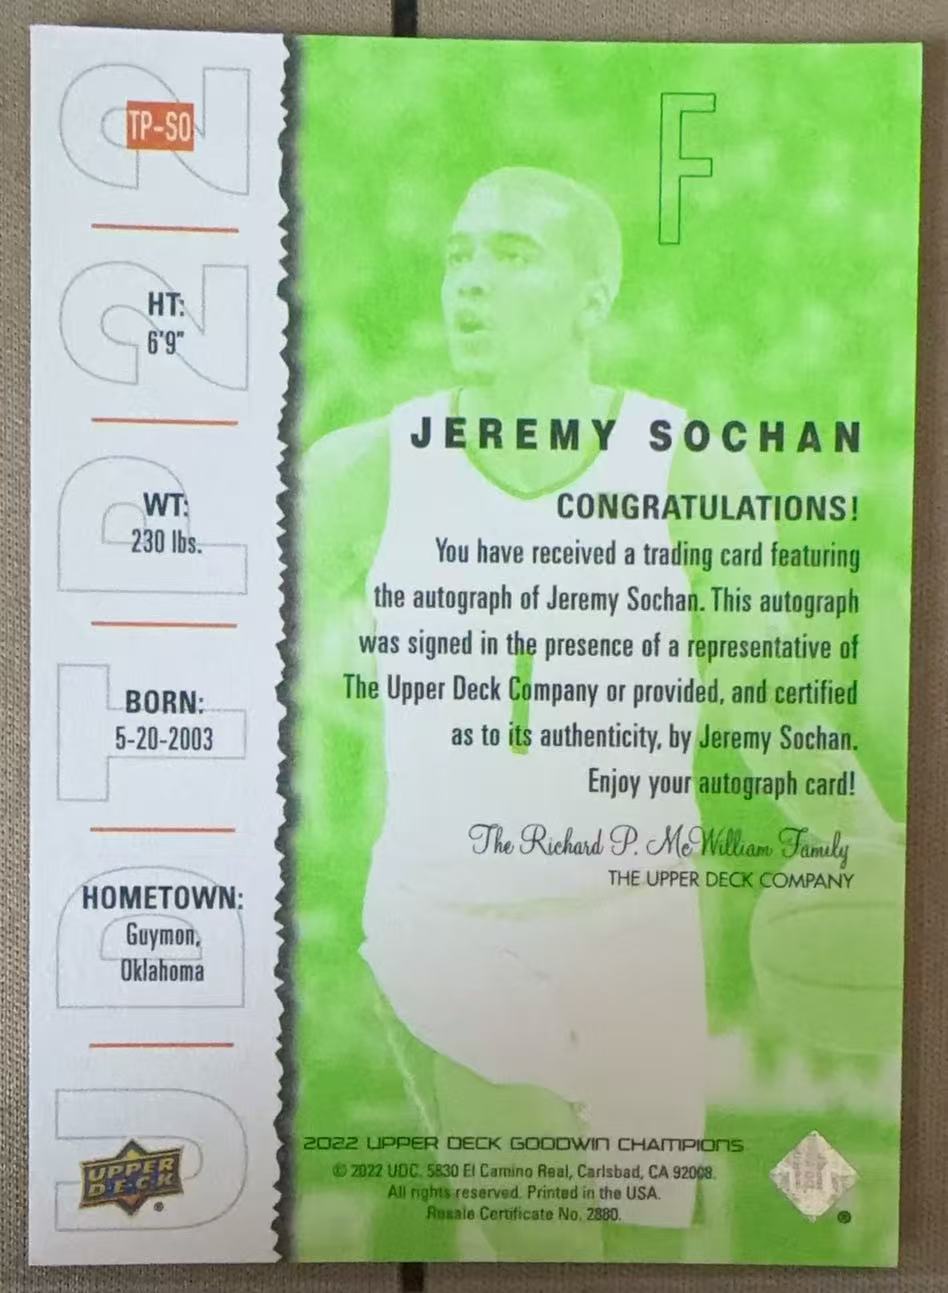 TP-SO
HT:
6'9"
WT:
230 lbs.
BORN:
5-20-2003
HOMETOWN:
Guymon,
Oklahoma
UDTP22
UPPER
DECK
®
F
JEREMY SOCHAN
CONGRATULATIONS!
You have received a trading card featuring
the autograph of Jeremy Sochan. This autograph
was signed in the presence of a representative of
The Upper Deck Company or provided, and certified
as to its authenticity, by Jeremy Sochan.
Enjoy your autograph card!
The Richard P. McWilliam Family
THE UPPER DECK COMPANY
1
2022 UPPER DECK GOODWIN CHAMPIONS
© 2022 UDC. 5830 El Camino Real, Carlsbad, CA 92008.
All rights reserved. Printed in the USA.
Resale Certificate No. 2880.
®